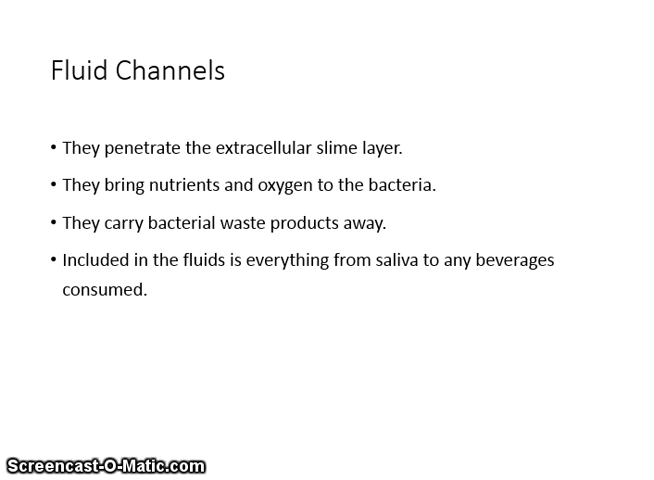 Fluid Channels
• They penetrate the extracellular slime layer.
• They bring nutrients and oxygen to the bacteria.
• They carry bacterial waste products away.
• Included in the fluids is everything from saliva to any beverages
consumed.
Screencast-O-Matic.com